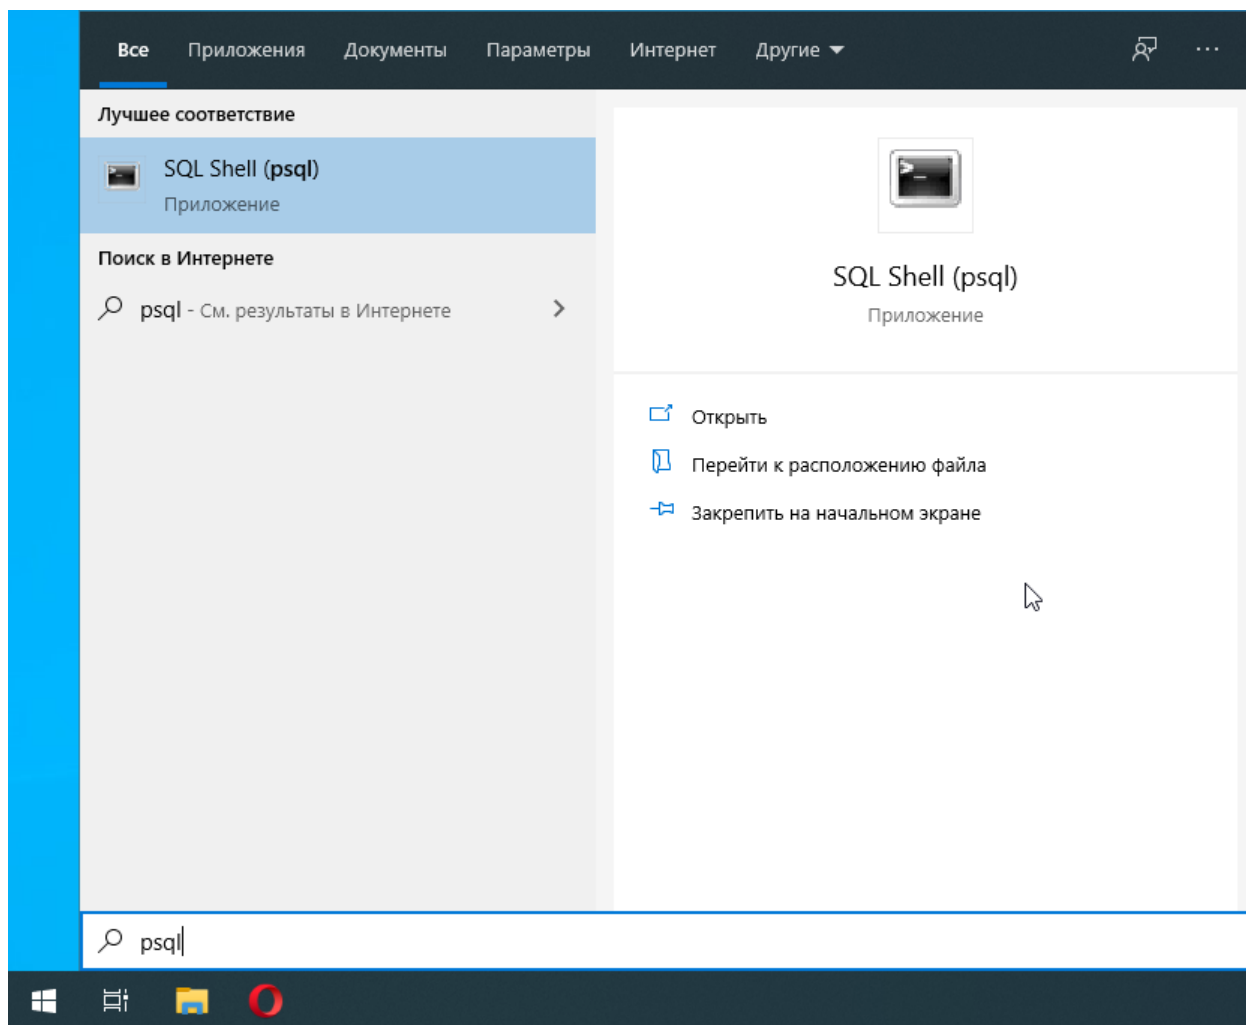 Все Приложения Документы Параметры Интернет Другие
Лучшее соответствие
SQL Shell (psql)
Приложение
Поиск в Интернете
psql - См. результаты в Интернете
SQL Shell (psql)
Приложение
Открыть
Перейти к расположению файла
Закрепить на начальном экране
psql